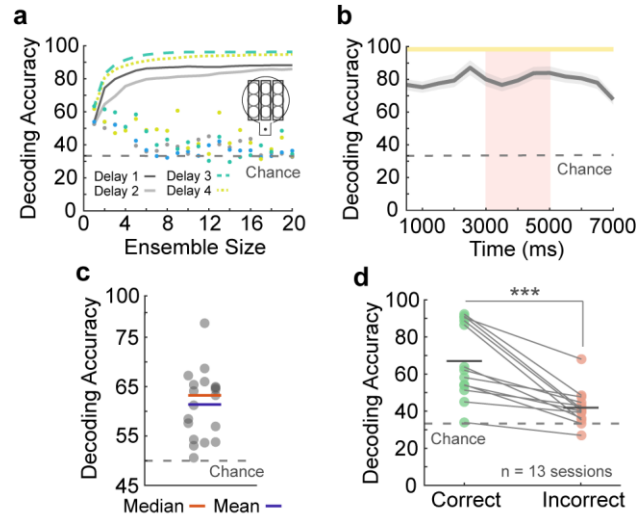 a
Decoding Accuracy
100
80
60
40
20
0
Delay 1
Delay 3
Delay 2
Delay 4
Chance
0 4 8 12 16 20
Ensemble Size
b
Decoding Accuracy
100
80
60
40
20
0
Chance
1000 3000 5000 7000
Time (ms)
c
Decoding Accuracy
100
75
65
55
45
Chance
Median
Mean
d
Decoding Accuracy
100
80
60
40
20
0
***
Chance
n = 13 sessions
Correct Incorrect